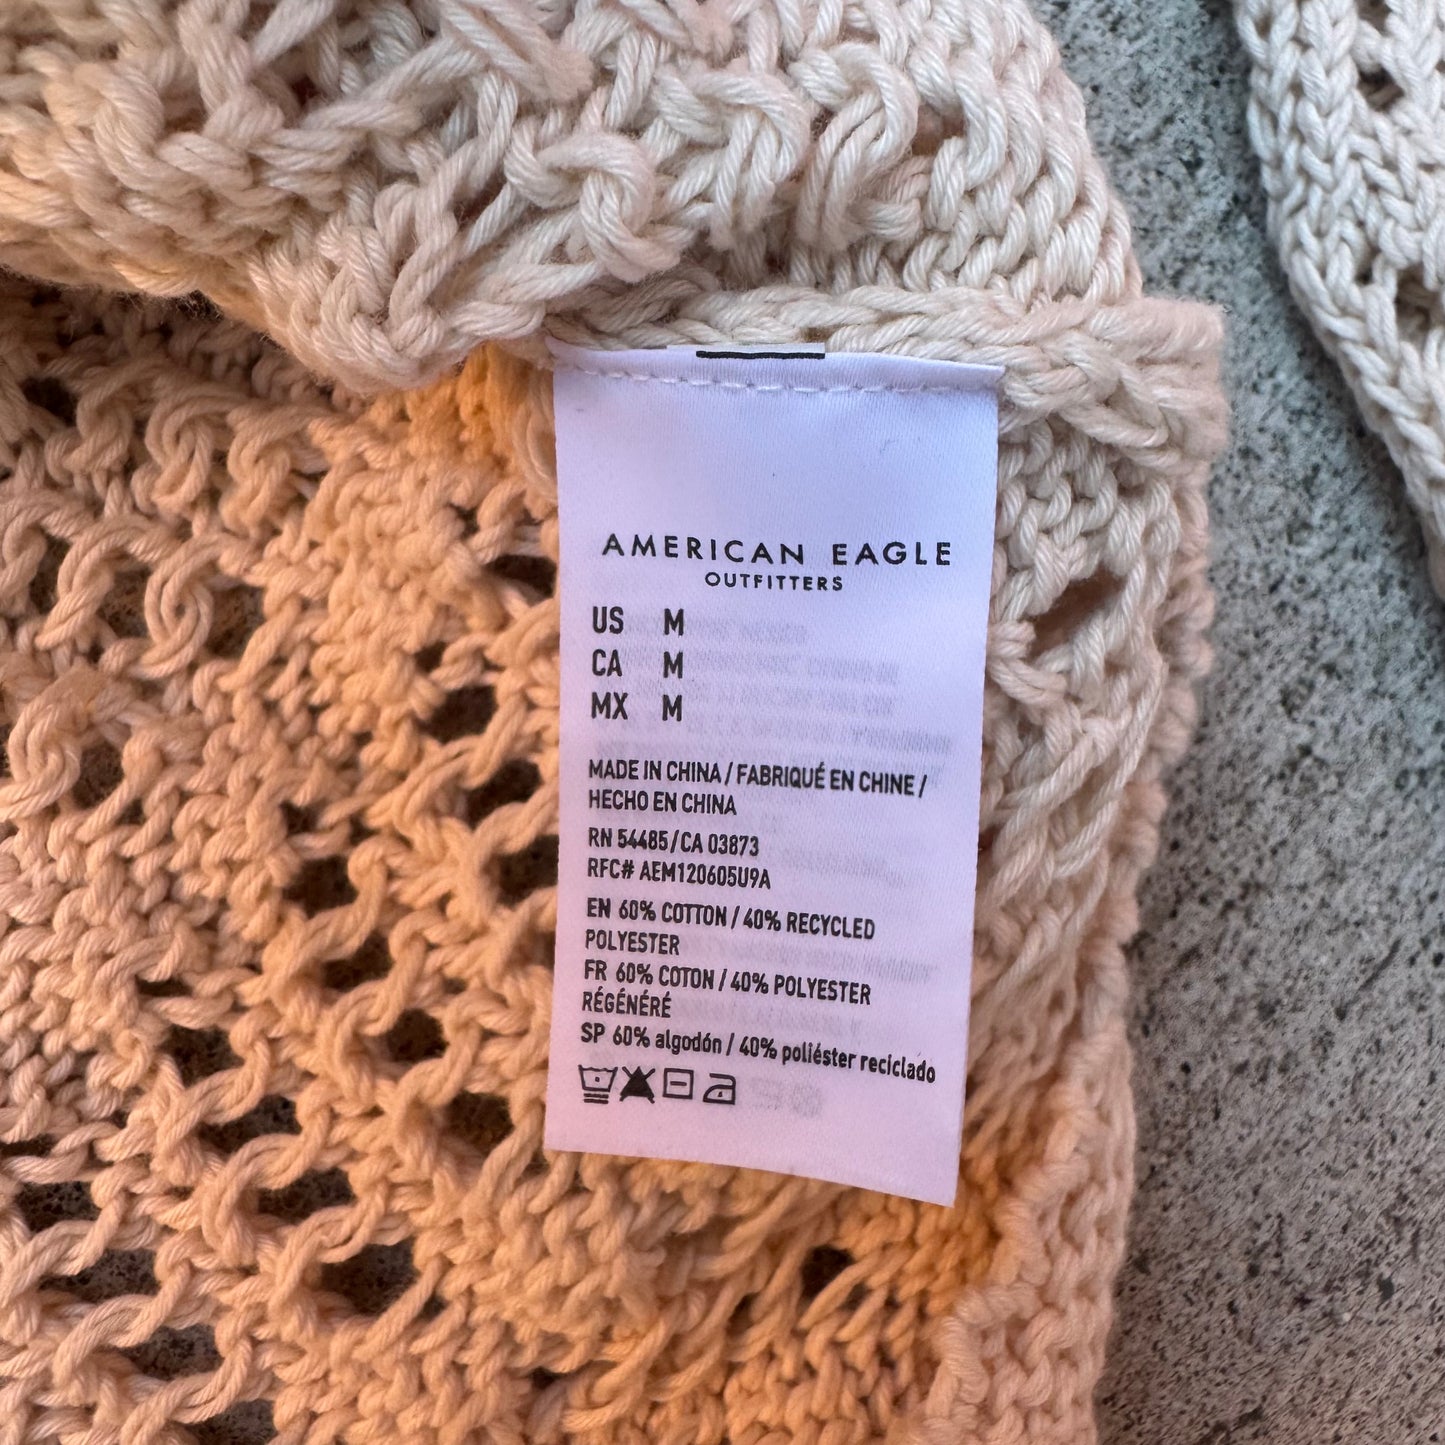 AMERICAN EAGLE
OUTFITTERS
US M
CA M
MX M
MADE IN CHINA / FABRIQUÉ EN CHINE /
HECHO EN CHINA
RN 54485/CA 03873
RFC# AEM120605U9A
EN 60% COTTON / 40% RECYCLED
POLYESTER
FR 60% COTON / 40% POLYESTER
RÉGÉNÉRÉ
SP 60% algodón / 40% poliéster reciclado